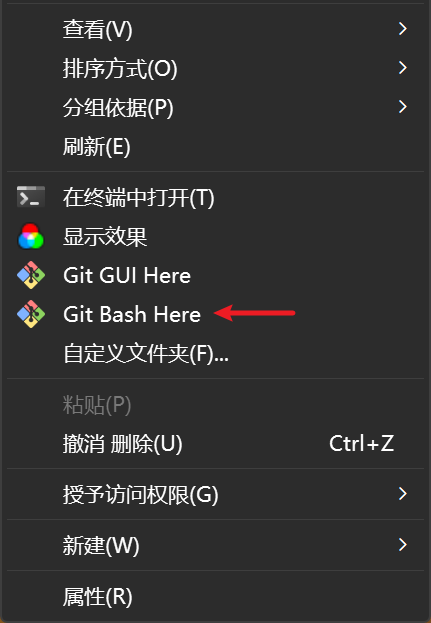 查看(V)
排序方式(O)
分组依据(P)
刷新(E)
在终端中打开(T)
显示效果
Git GUI Here
Git Bash Here
自定义文件夹(F)...
粘贴(P)
撤消 删除(U) Ctrl+Z
授予访问权限(G)
新建(W)
属性(R)